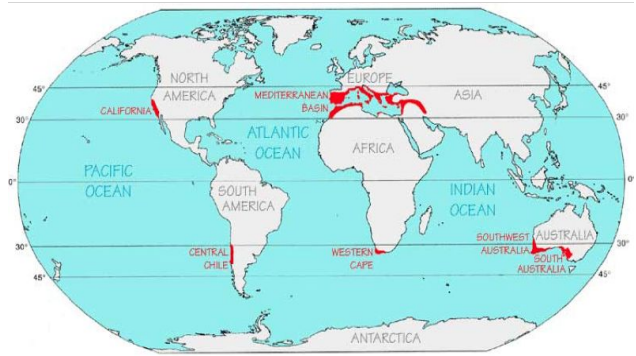 NORTH
AMERICA
EUROPE
ASIA
MEDITERRANEAN
BASIN
45°
45°
CALIFORNIA
30°
30°
ATLANTIC
OCEAN
AFRICA
PACIFIC
OCEAN
0°
0°
SOUTH
AMERICA
INDIAN
OCEAN
SOUTHWEST
AUSTRALIA
AUSTRALIA
SOUTH
AUSTRALIA
CENTRAL
CHILE
WESTERN
CAPE
30°
30°
45°
45°
ANTARCTICA